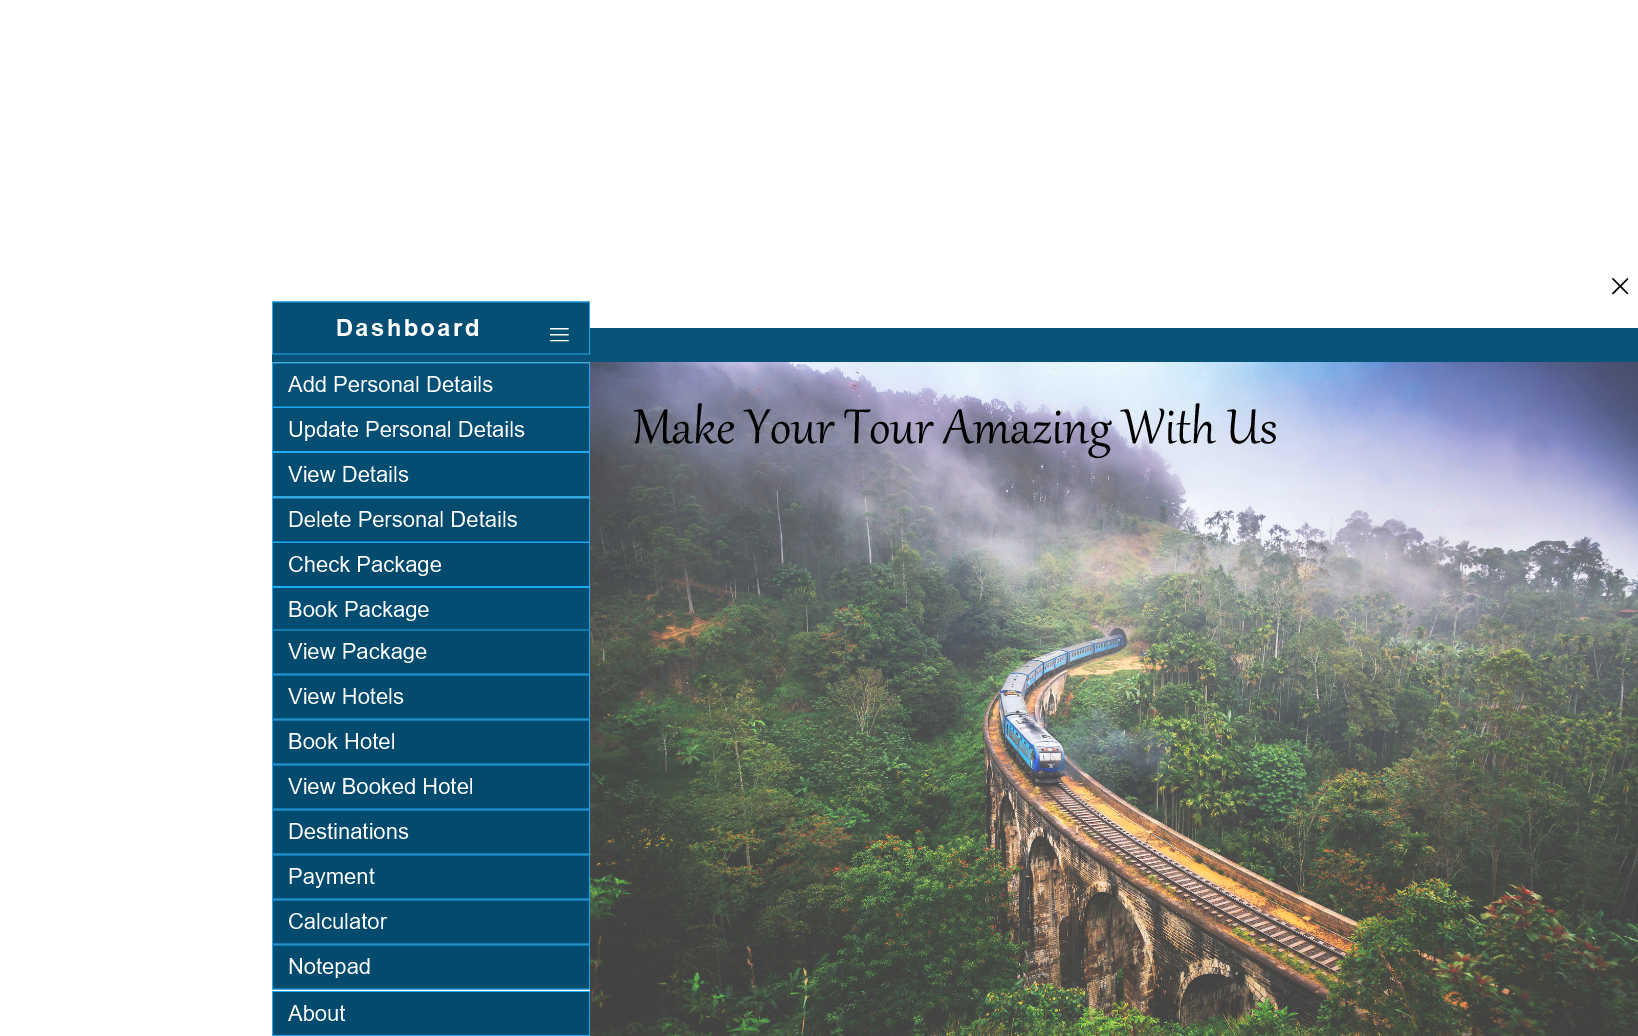 Dashboard
Add Personal Details
Update Personal Details
View Details
Delete Personal Details
Check Package
Book Package
View Package
View Hotels
Book Hotel
View Booked Hotel
Destinations
Payment
Calculator
Notepad
About
Make Your Tour Amazing With Us